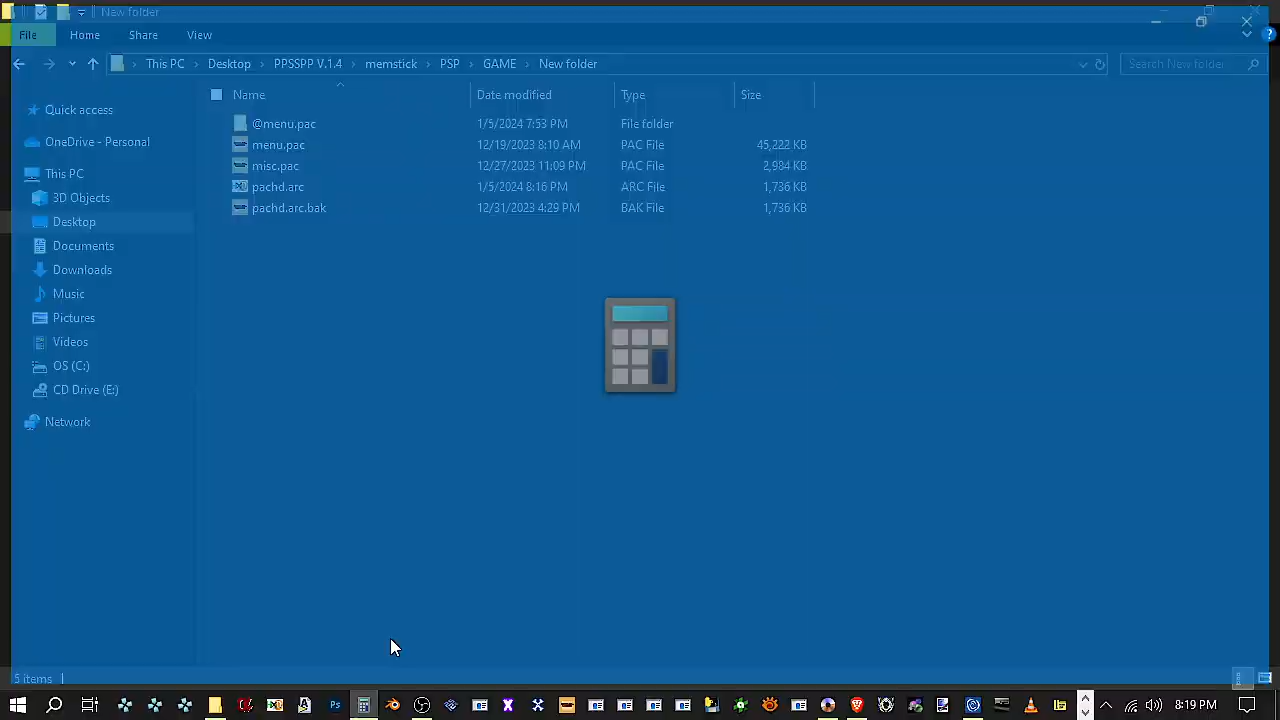 New folder
File Home Share View
This PC > Desktop > PPSSPP V.1.4 > memstick > PSP > GAME > New folder
Search New folder
Name Date modified Type Size
Quick access
OneDrive - Personal
This PC
3D Objects
Desktop
Documents
Downloads
Music
Pictures
Videos
OS (C:)
CD Drive (E:)
Network
@menu.pac 1/5/2024 7:53 PM File folder
menu.pac 12/19/2023 8:10 AM PAC File 45,222 KB
misc.pac 12/27/2023 11:09 PM PAC File 2,984 KB
pachd.arc 1/5/2024 8:16 PM ARC File 1,736 KB
pachd.arc.bak 12/31/2023 4:29 PM BAK File 1,736 KB
5 items
8:19 PM